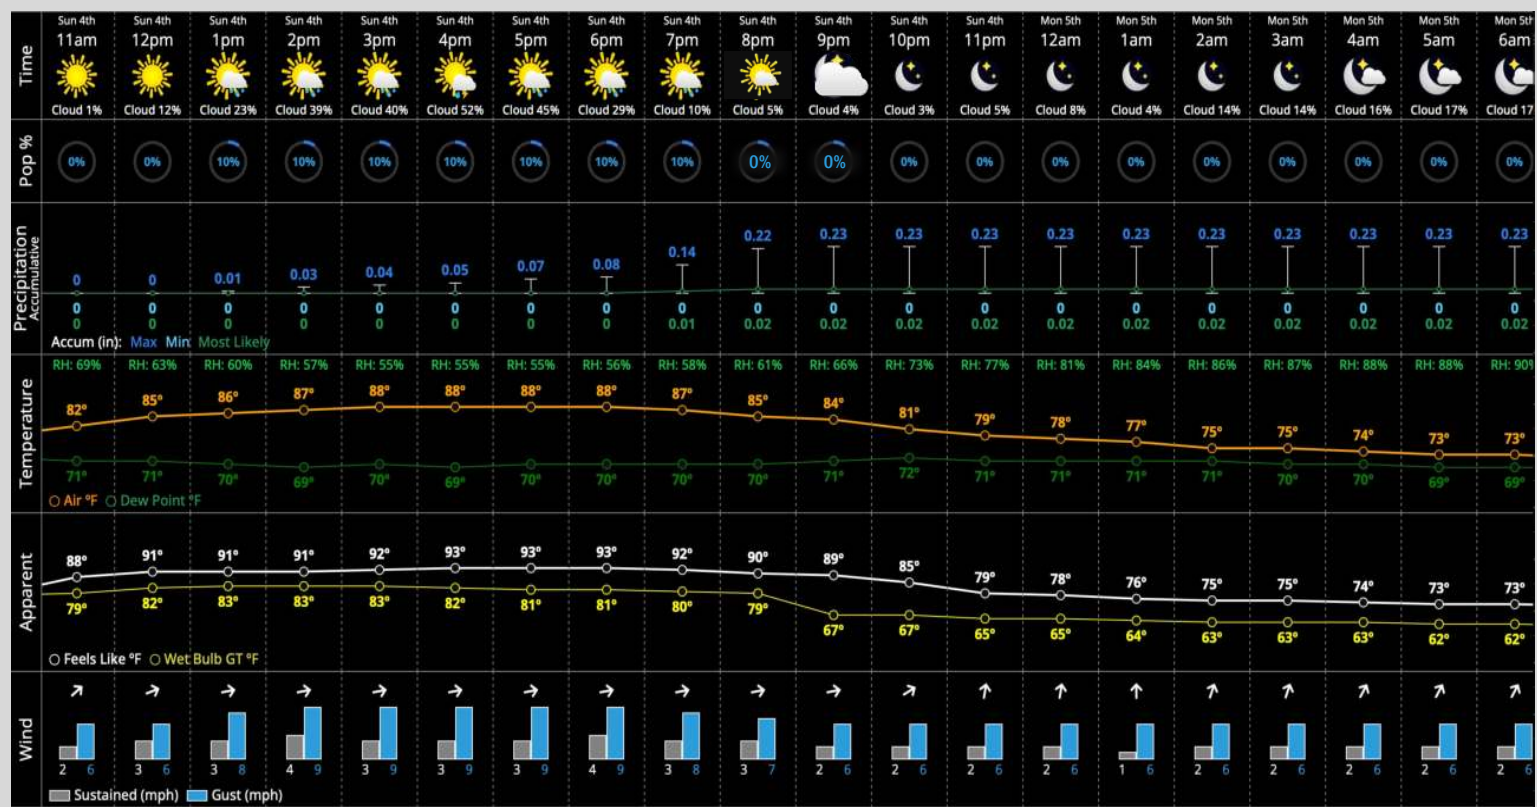 Time
Sun 4th Sun 4th Sun 4th Sun 4th Sun 4th Sun 4th Sun 4th Sun 4th Sun 4th Sun 4th Sun 4th Sun 4th Sun 4th Mon 5th Mon 5th Mon 5th Mon 5th Mon 5th Mon 5th Mon 5th
11am 12pm 1pm 2pm 3pm 4pm 5pm 6pm 7pm 8pm 9pm 10pm 11pm 12am 1am 2am 3am 4am 5am 6am
Cloud 1% Cloud 12% Cloud 23% Cloud 39% Cloud 40% Cloud 52% Cloud 45% Cloud 29% Cloud 10% Cloud 5% Cloud 4% Cloud 3% Cloud 5% Cloud 8% Cloud 4% Cloud 14% Cloud 14% Cloud 16% Cloud 17% Cloud 17
Pop %
0% 0% 10% 10% 10% 10% 10% 10% 10% 0% 0% 0% 0% 0% 0% 0% 0% 0% 0% 0%
Precipitation
Accumulative
0 0 0.01 0.03 0.04 0.05 0.07 0.08 0.14 0.22 0.23 0.23 0.23 0.23 0.23 0.23 0.23 0.23 0.23 0.23
0 0 0 0 0 0 0 0 0 0 0 0 0 0 0 0 0 0 0 0
0 0 0 0 0 0 0 0 0.01 0.02 0.02 0.02 0.02 0.02 0.02 0.02 0.02 0.02 0.02 0.02
Accum (in): Max Min Most Likely
Temperature
RH: 69% RH: 63% RH: 60% RH: 57% RH: 55% RH: 55% RH: 55% RH: 56% RH: 58% RH: 61% RH: 66% RH: 73% RH: 77% RH: 81% RH: 84% RH: 86% RH: 87% RH: 88% RH: 88% RH: 90%
82° 85° 86° 87° 88° 88° 88° 88° 87° 85° 84° 81° 79° 78° 77° 75° 75° 74° 73° 73°
71° 71° 70° 69° 70° 69° 70° 70° 70° 70° 71° 72° 71° 71° 71° 71° 70° 70° 69° 69°
Air °F Dew Point °F
Apparent
88° 91° 91° 91° 92° 93° 93° 93° 92° 90° 89° 85° 79° 78° 76° 75° 75° 74° 73° 73°
79° 82° 83° 83° 83° 82° 81° 81° 80° 79° 67° 67° 65° 65° 64° 63° 63° 63° 62° 62°
Feels Like °F Wet Bulb GT °F
Wind
2 6 3 6 3 8 4 9 3 9 3 9 3 9 4 9 3 8 3 7 2 6 2 6 2 6 2 6 1 6 2 6 2 6 2 6 2 6 2 6
Sustained (mph) Gust (mph)